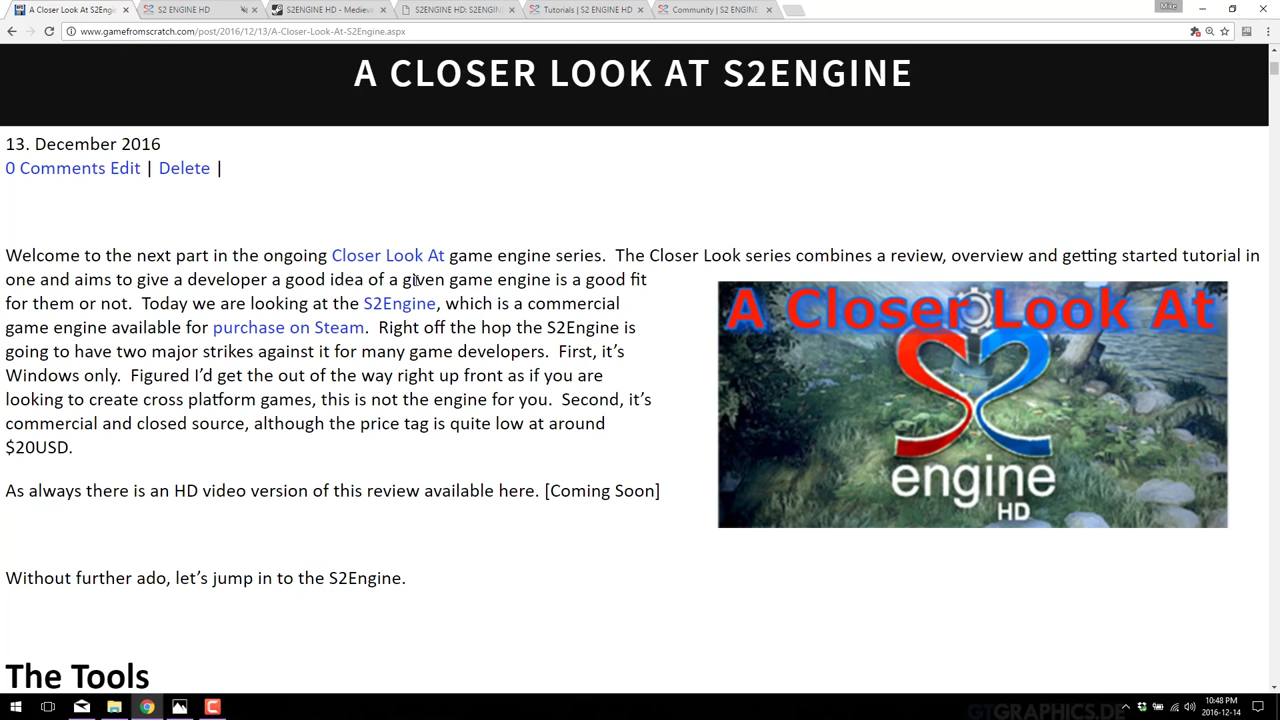 A Closer Look At S2Engi
S2 ENGINE HD
S2ENGINE HD - Mediev
S2ENGINE HD: S2ENGIN
Tutorials | S2 ENGINE HD
Community | S2 ENGINE
Mike
www.gamefromscratch.com/post/2016/12/13/A-Closer-Look-At-S2Engine.aspx
A CLOSER LOOK AT S2ENGINE
13. December 2016
0 Comments Edit | Delete |
Welcome to the next part in the ongoing Closer Look At game engine series. The Closer Look series combines a review, overview and getting started tutorial in
one and aims to give a developer a good idea of a given game engine is a good fit
for them or not. Today we are looking at the S2Engine, which is a commercial
game engine available for purchase on Steam. Right off the hop the S2Engine is
going to have two major strikes against it for many game developers. First, it's
Windows only. Figured I'd get the out of the way right up front as if you are
looking to create cross platform games, this is not the engine for you. Second, it's
commercial and closed source, although the price tag is quite low at around
$20USD.
A Closer Look At
S2
engine
HD
As always there is an HD video version of this review available here. [Coming Soon]
Without further ado, let's jump in to the S2Engine.
The Tools
GTGRAPHICS.DE
10:48 PM
2016-12-14